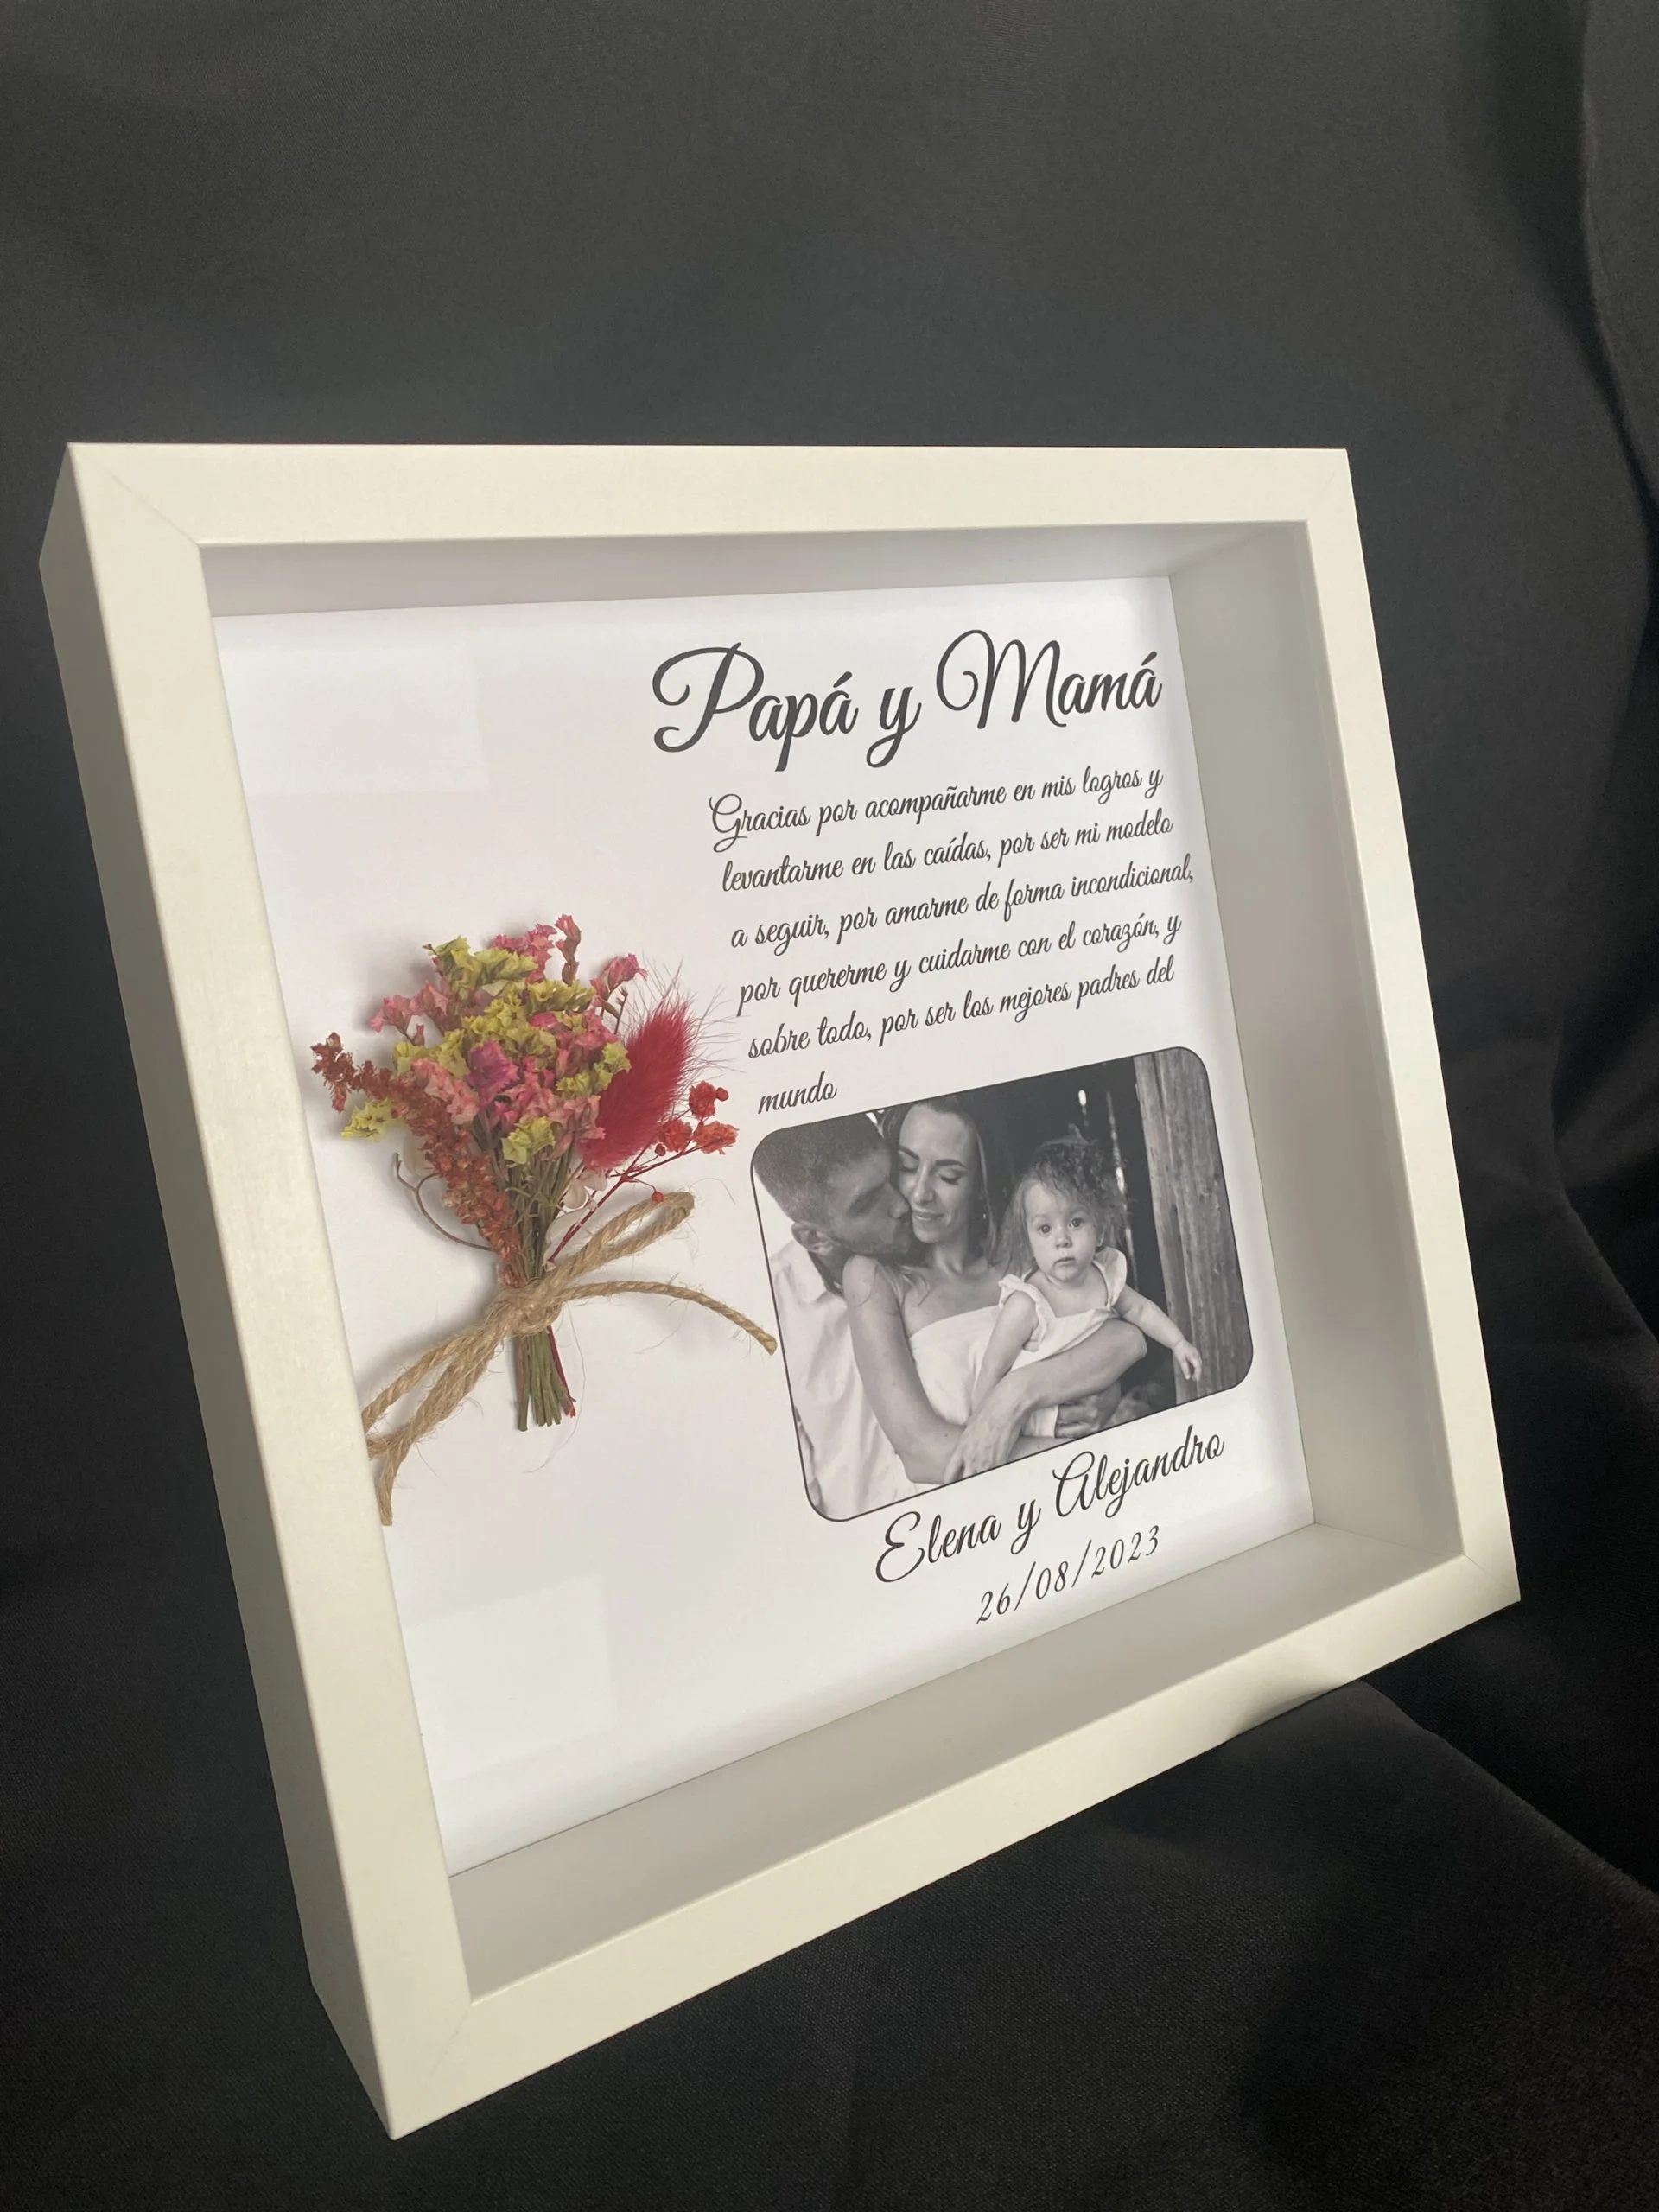 Papá y Mamá
Gracias por acompañarme en mis logros y
levantarme en las caídas, por ser mi modelo
a seguir, por amarme de forma incondicional,
por quererme y cuidarme con el corazón, y
sobre todo, por ser los mejores padres del
mundo
Elena y Alejandro
26/08/2023